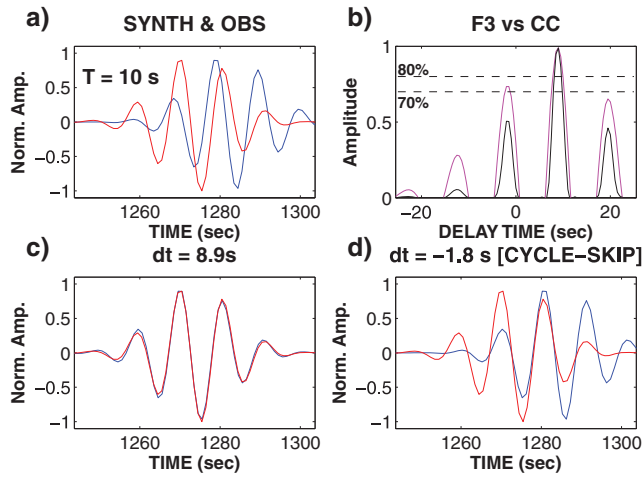 a)
SYNTH & OBS
Norm. Amp.
1
0.5
0
−0.5
−1
T = 10 s
1260
1280
1300
TIME (sec)
b)
F3 vs CC
Amplitude
1
0.5
0
80%
70%
−20
0
20
DELAY TIME (sec)
c)
dt = 8.9s
Norm. Amp.
1
0.5
0
−0.5
−1
1260
1280
1300
TIME (sec)
d)
dt = −1.8 s [CYCLE−SKIP]
Norm. Amp.
1
0.5
0
−0.5
−1
1260
1280
1300
TIME (sec)